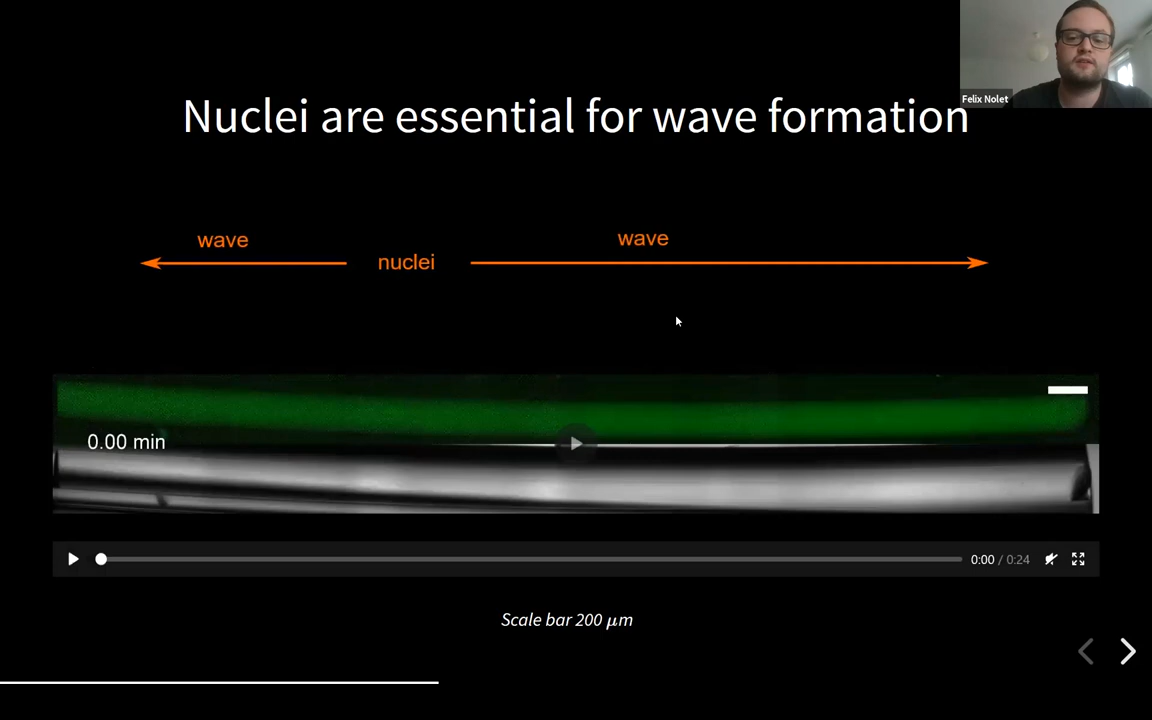 Felix Nolet
Nuclei are essential for wave formation
wave
wave
nuclei
0.00 min
0:00 / 0:24
Scale bar 200 μm